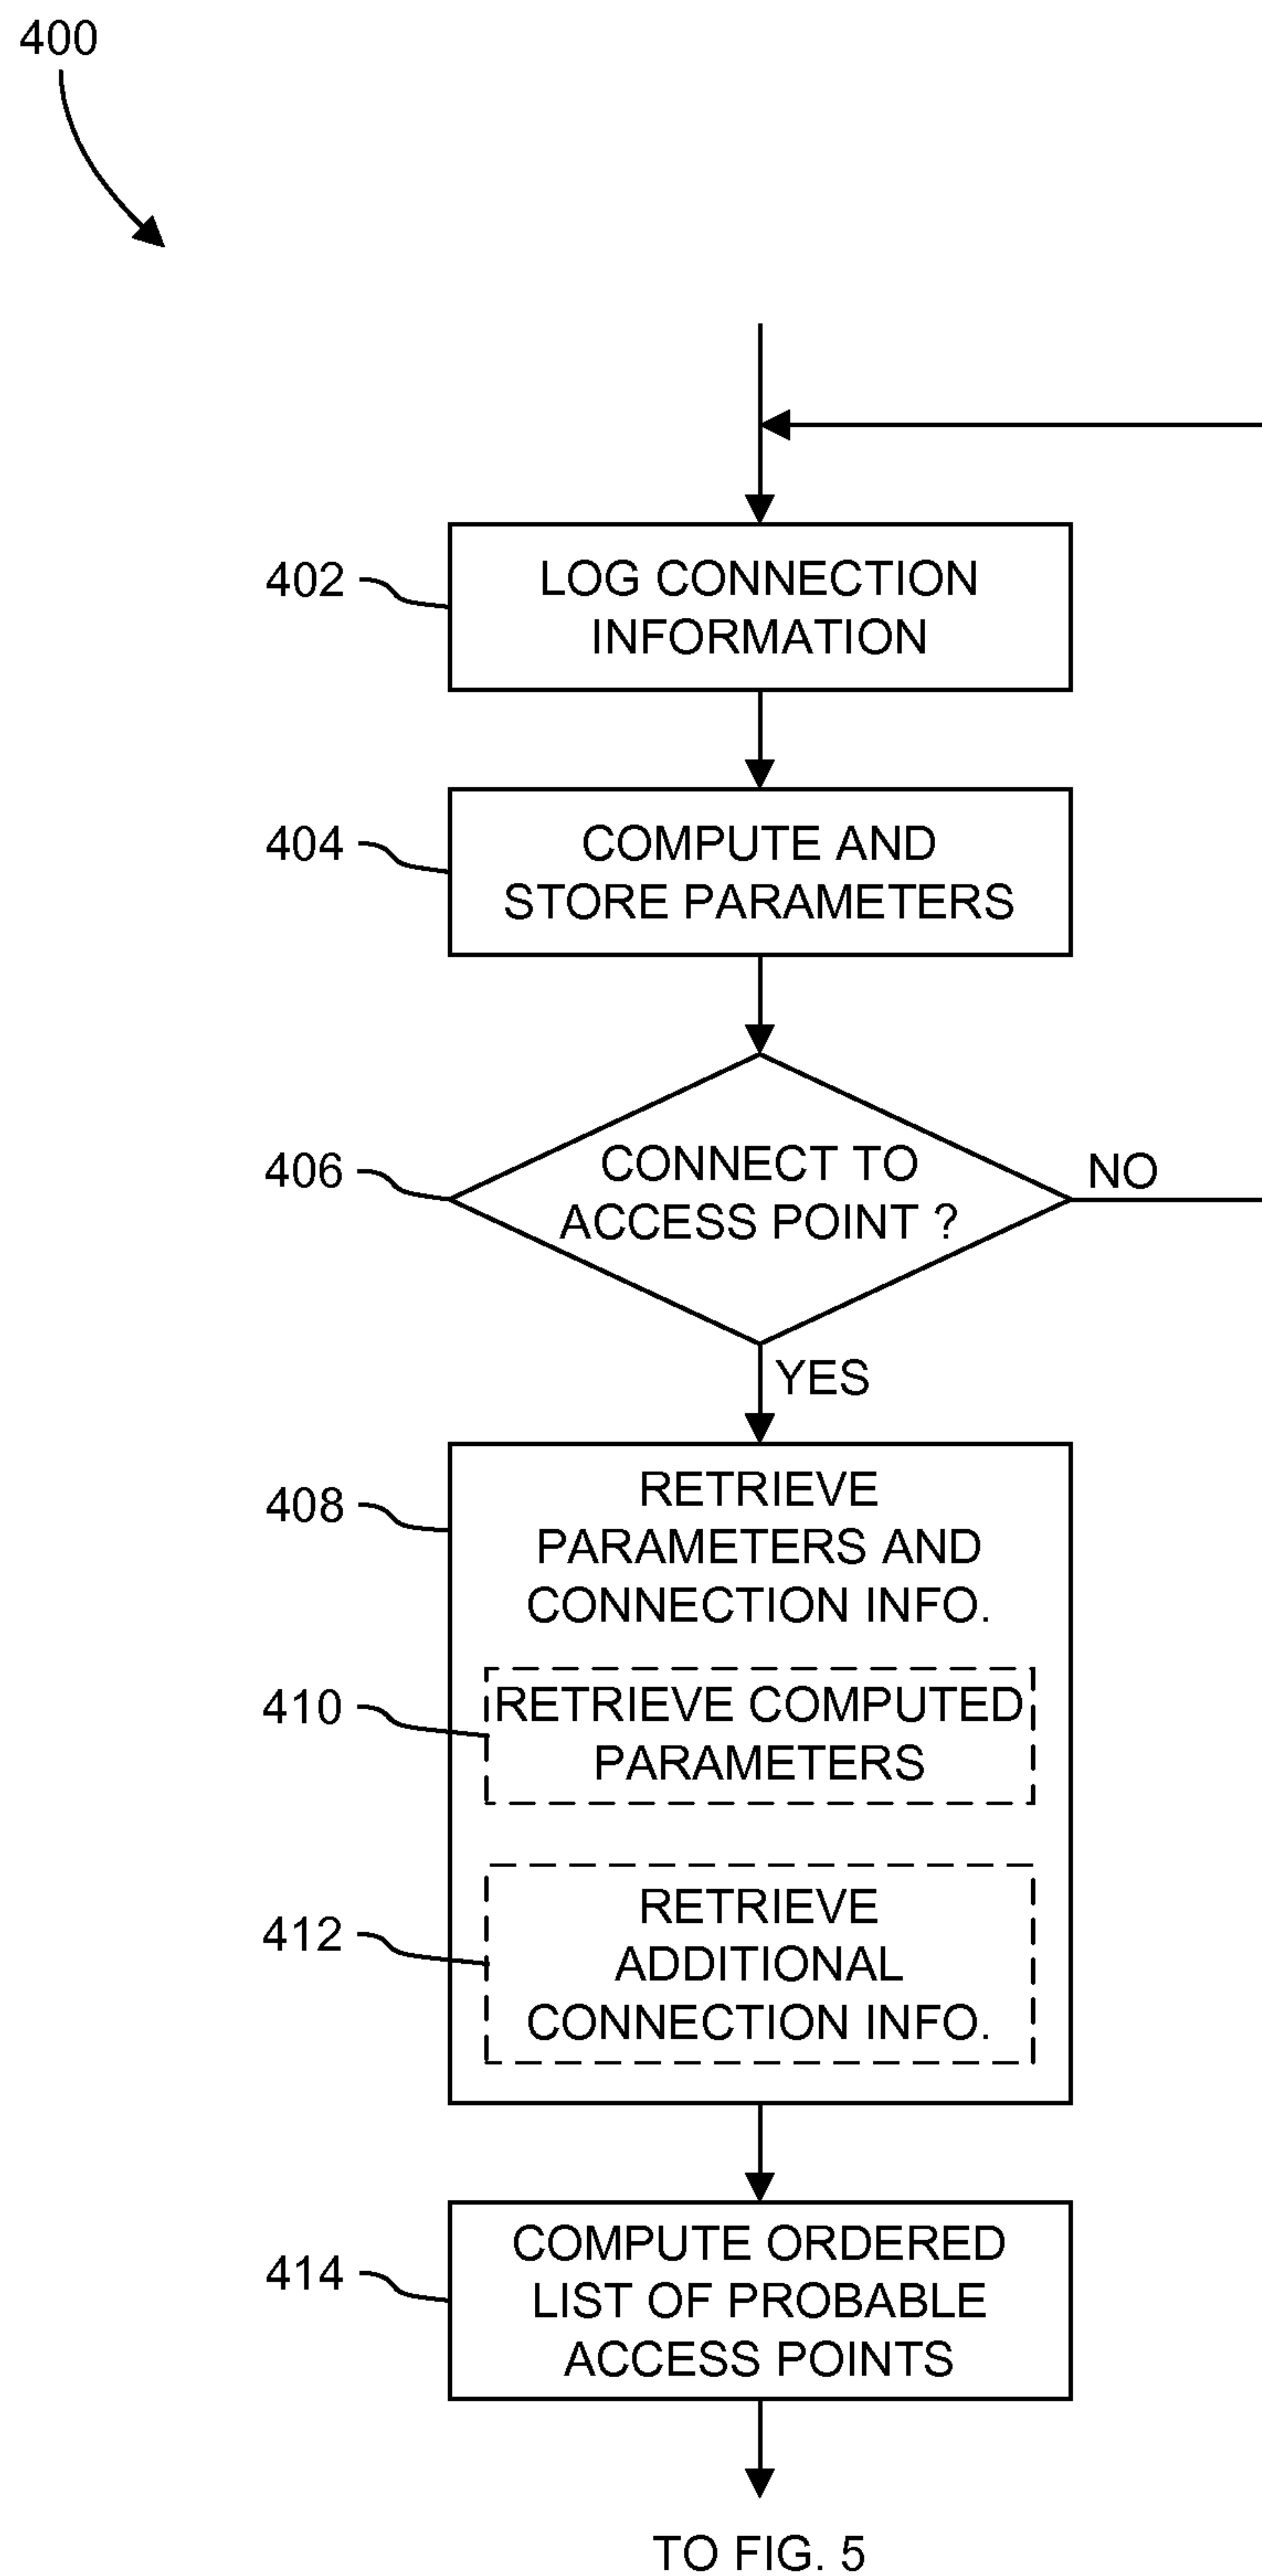 400
402
LOG CONNECTION
INFORMATION
404
COMPUTE AND
STORE PARAMETERS
406
CONNECT TO
ACCESS POINT ?
NO
YES
408
RETRIEVE
PARAMETERS AND
CONNECTION INFO.
410
RETRIEVE COMPUTED
PARAMETERS
412
RETRIEVE
ADDITIONAL
CONNECTION INFO.
414
COMPUTE ORDERED
LIST OF PROBABLE
ACCESS POINTS
TO FIG. 5